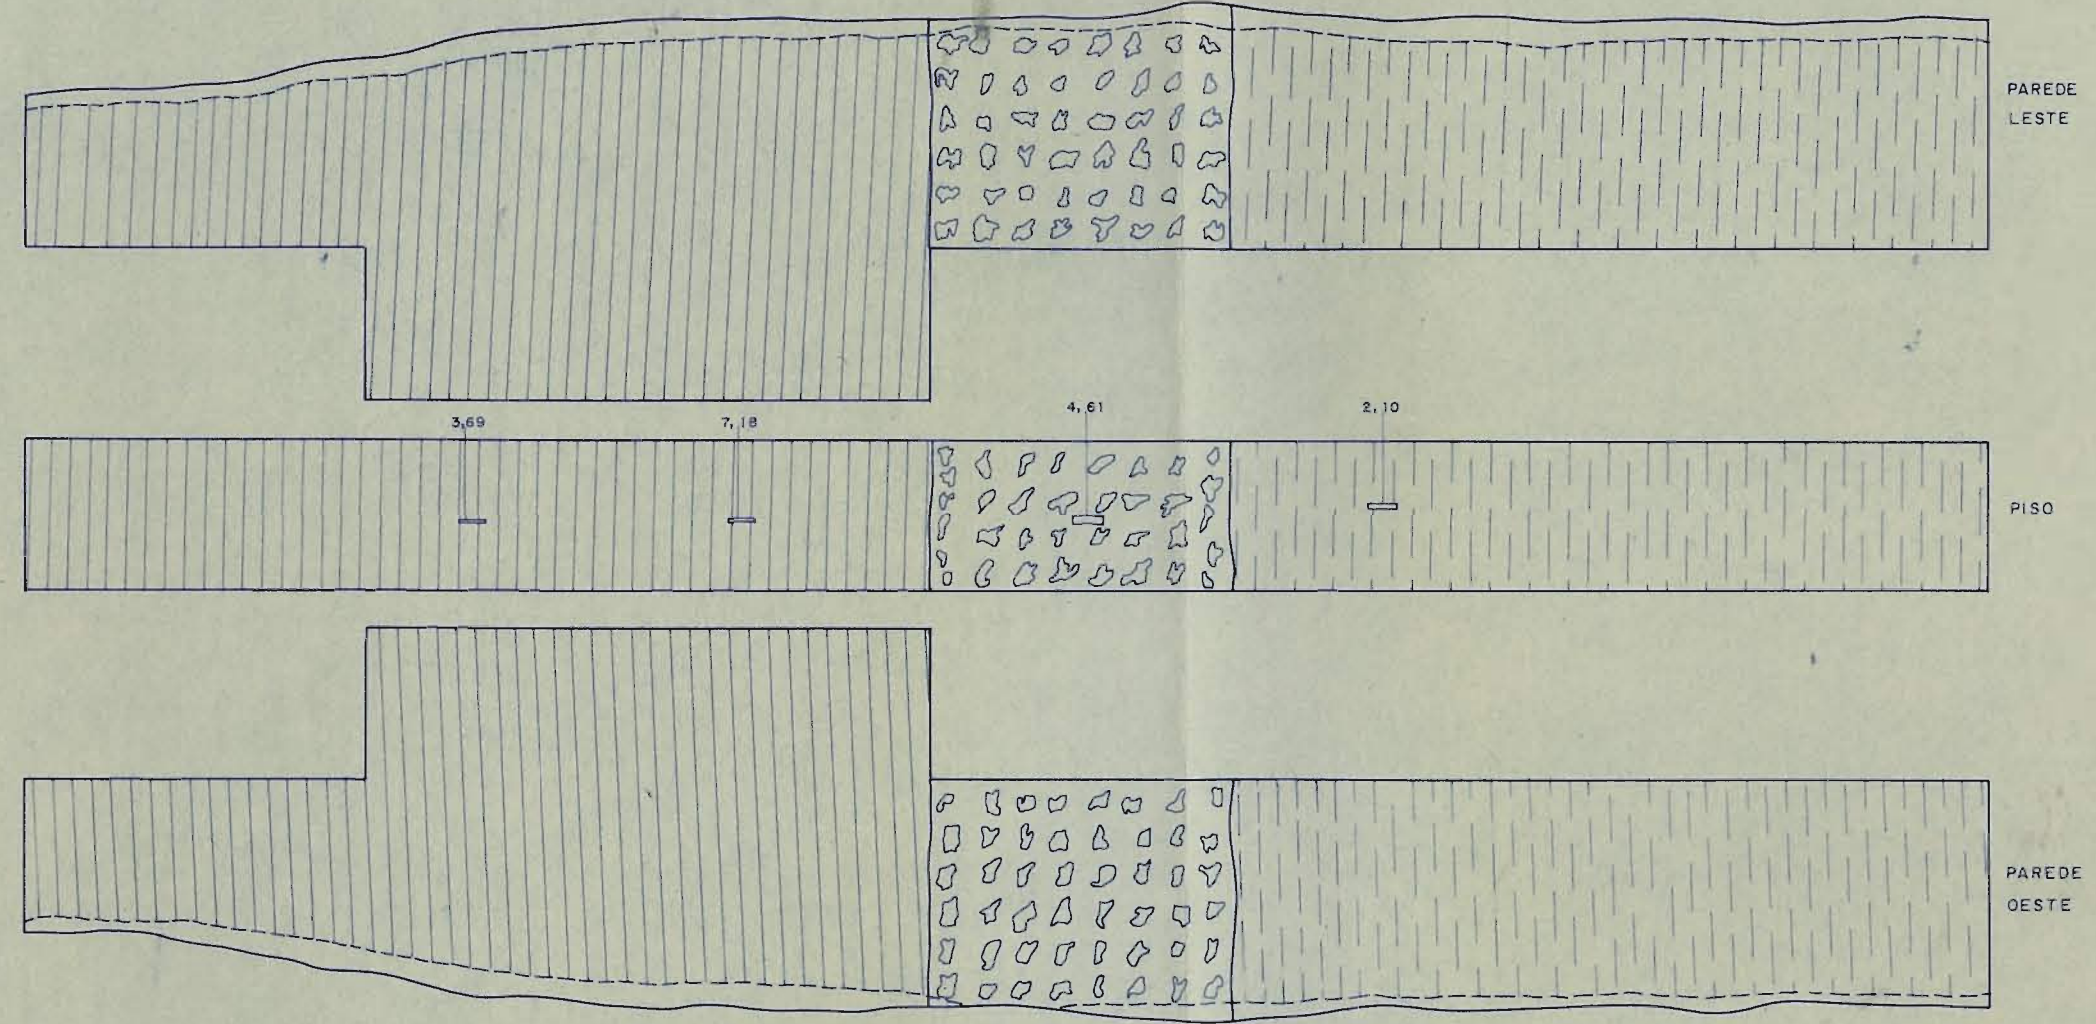 PAREDE
LESTE
3,69
7,18
4,61
2,10
PISO
PAREDE
OESTE